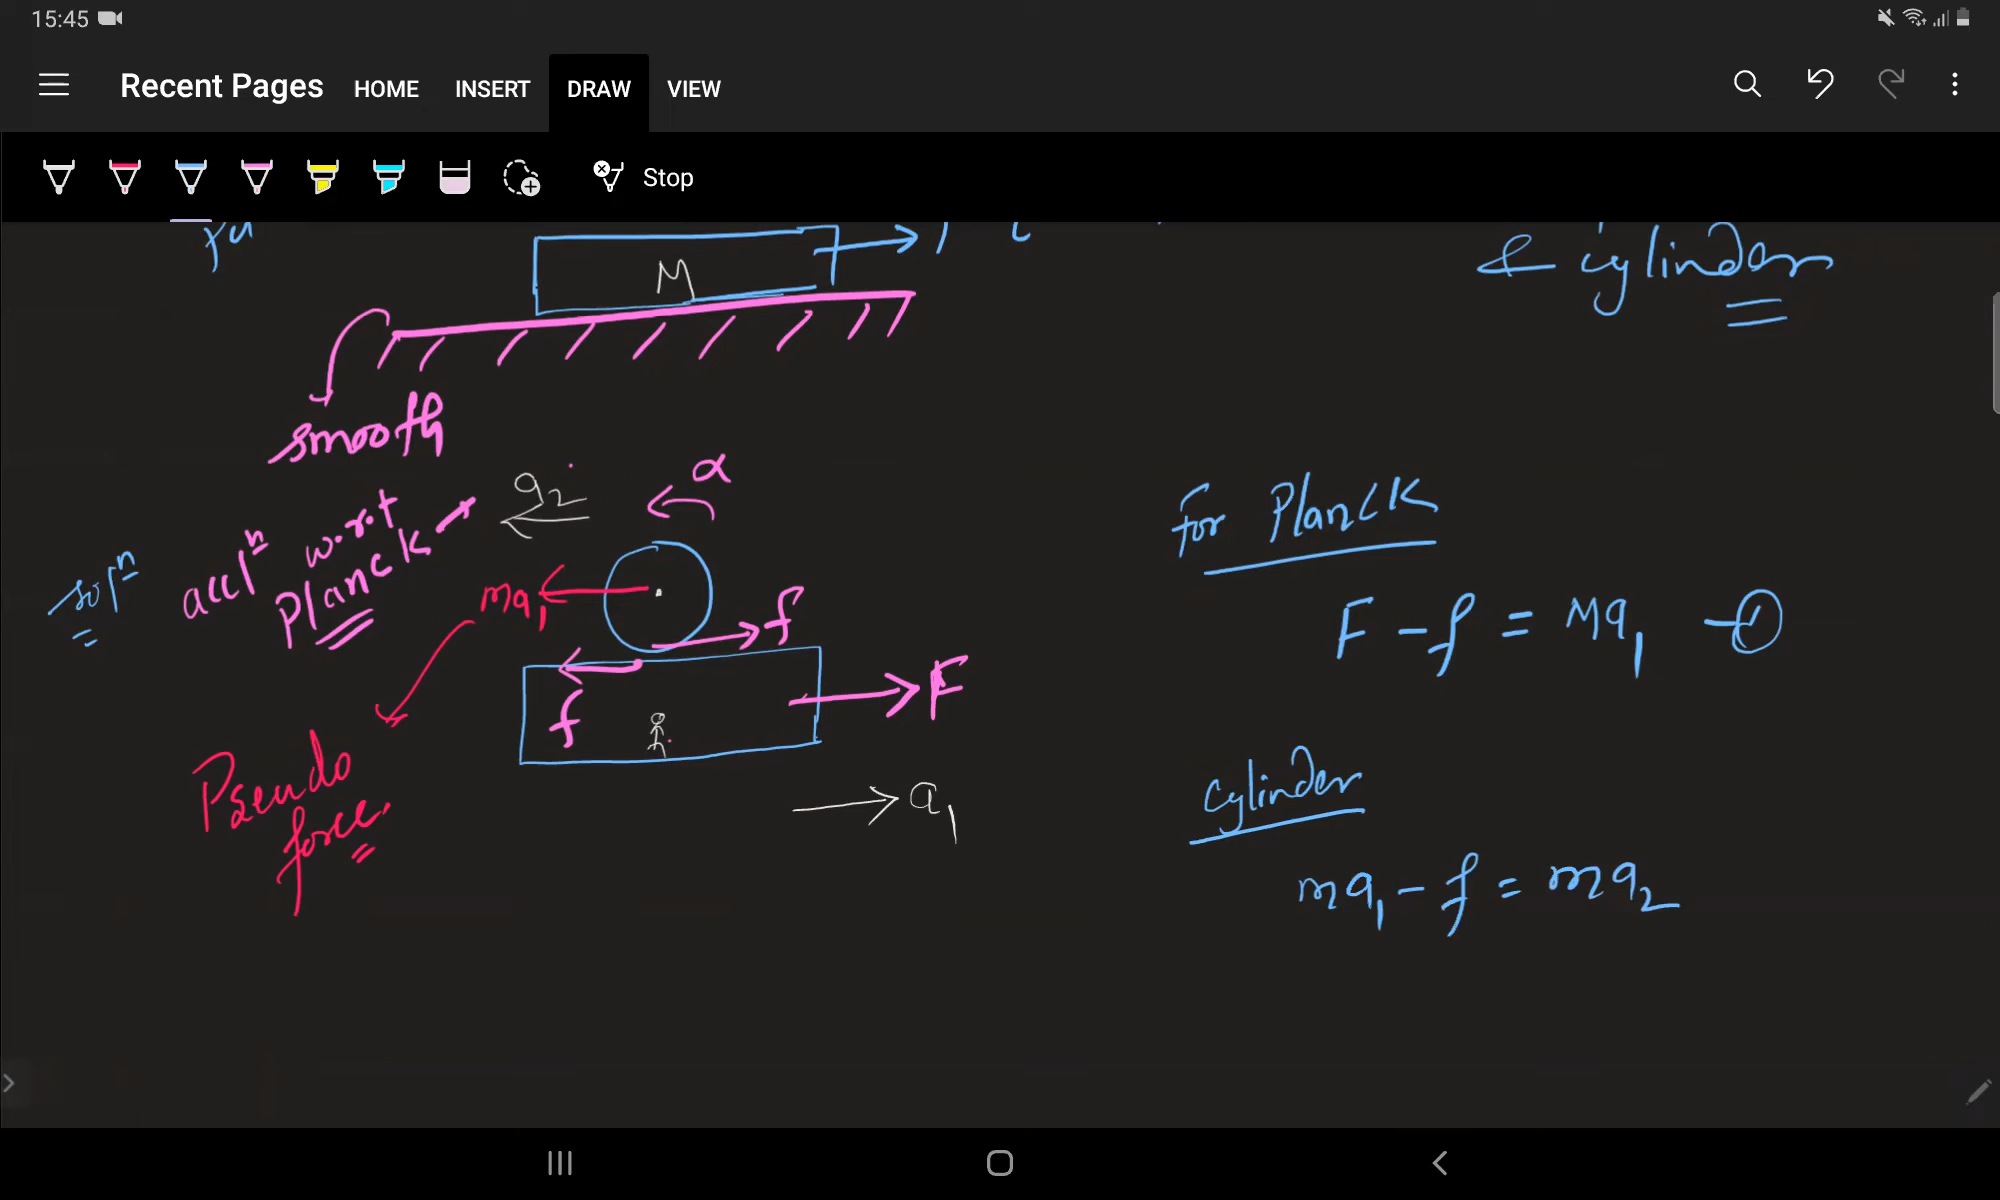 15:45
Recent Pages HOME INSERT DRAW VIEW
Stop
M
& cylinder
smooth
α
a₂
acclⁿ w.r.t
Planck
solⁿ
ma₁
f
f
F
a₁
Pseudo
force
for Planck
F - f = Ma₁ - ①
Cylinder
ma₁ - f = ma₂